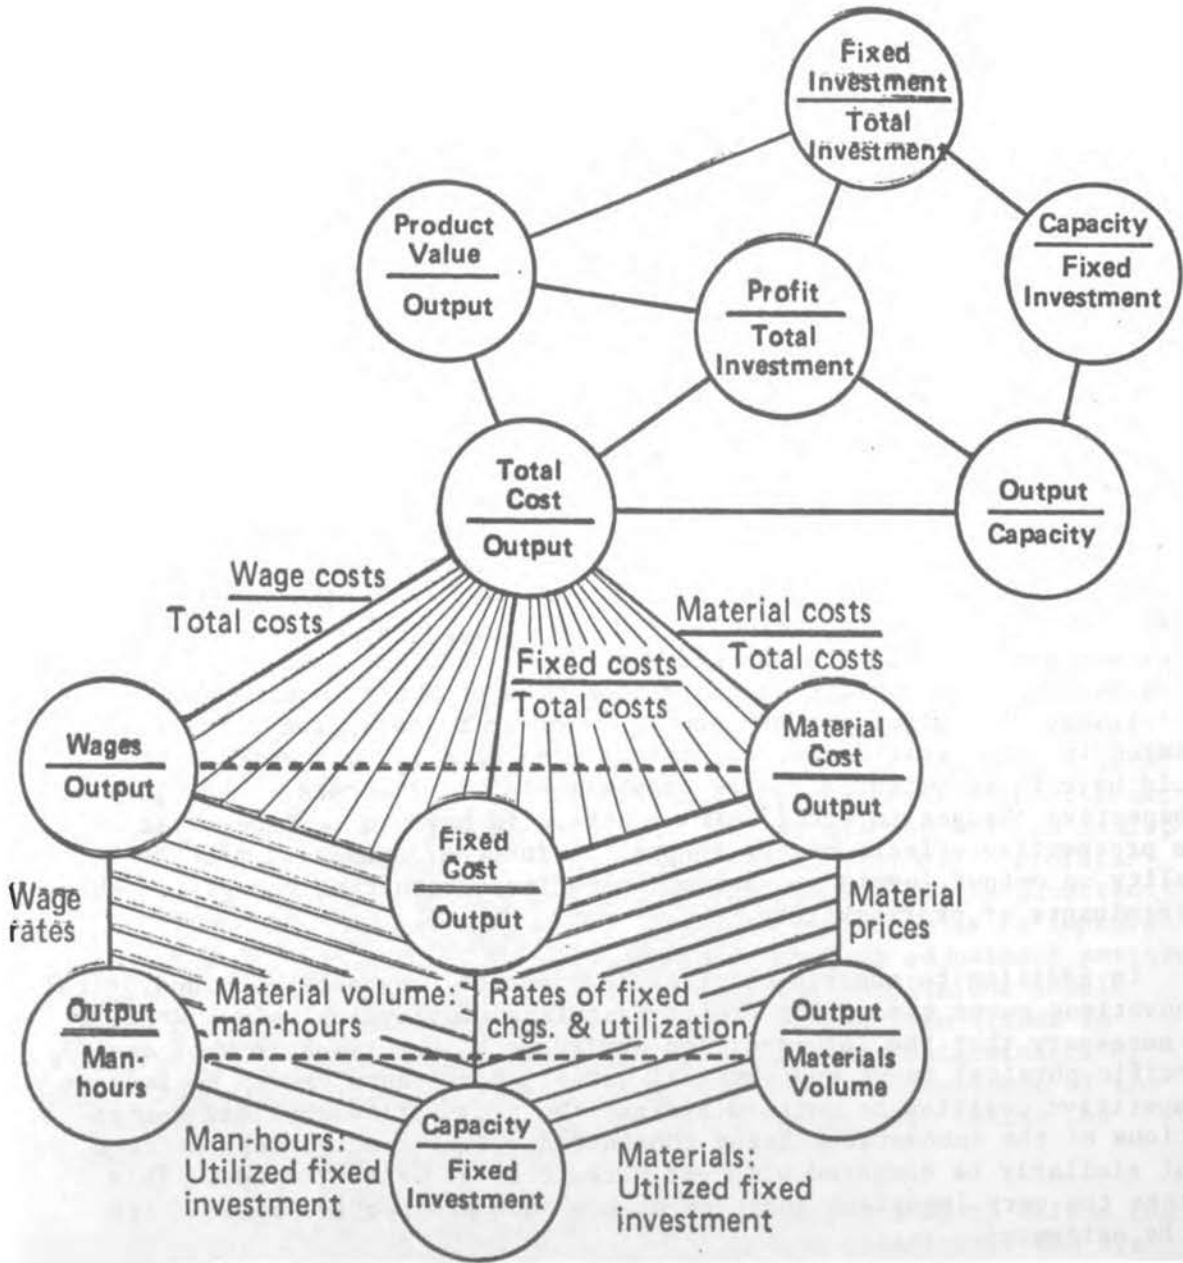 Fixed
Investment
Total
Investment
Product
Value
Output
Capacity
Fixed
Investment
Profit
Total
Investment
Total
Cost
Output
Output
Capacity
Wage costs
Total costs
Material costs
Total costs
Fixed costs
Total costs
Wages
Output
Material
Cost
Output
Fixed
Cost
Output
Wage
rates
Material
prices
Output
Man-
hours
Material volume:
man-hours
Rates of fixed
chgs. & utilization
Output
Materials
Volume
Capacity
Fixed
Investment
Man-hours:
Utilized fixed
investment
Materials:
Utilized fixed
investment